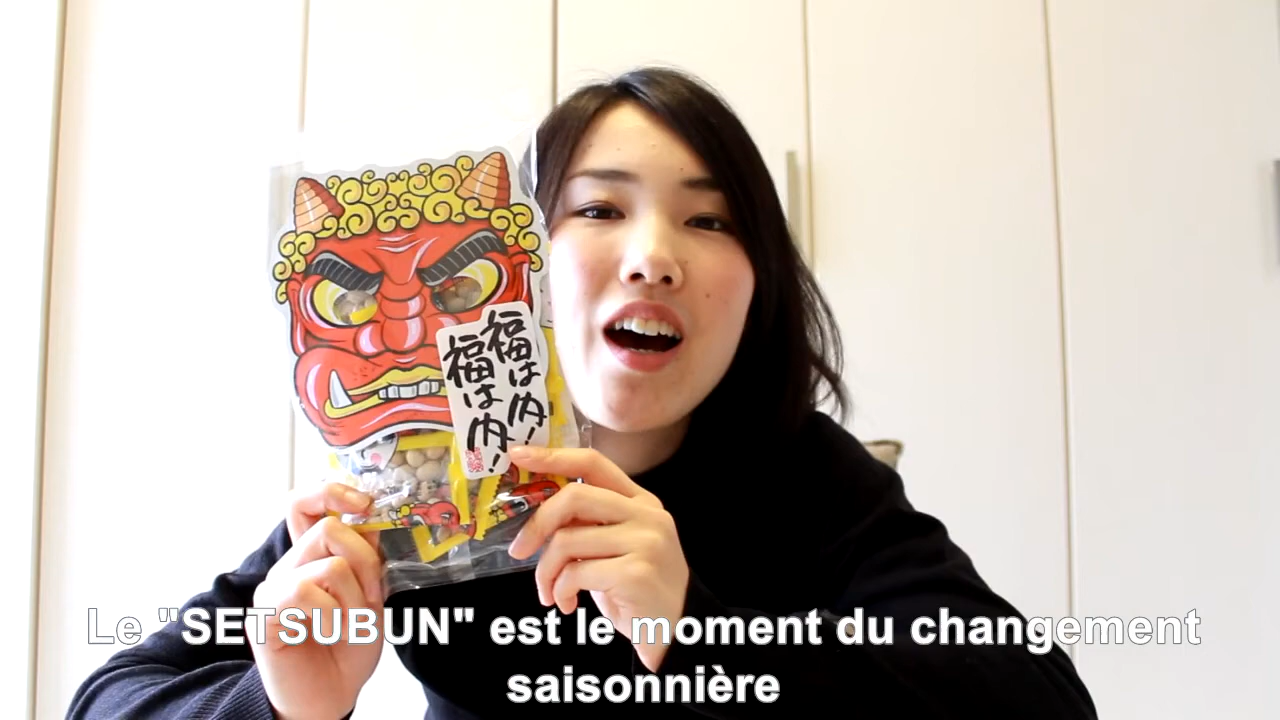 福は内!
福は内!
Le "SETSUBUN" est le moment du changement
saisonnière